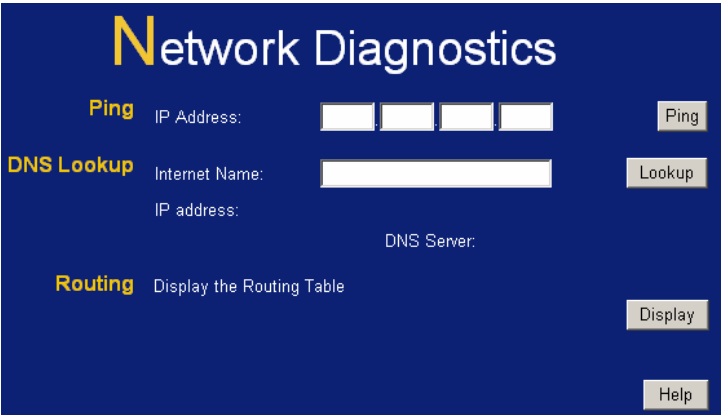 Network Diagnostics
Ping IP Address: . . . Ping
DNS Lookup Internet Name: Lookup
IP address:
DNS Server:
Routing Display the Routing Table
Display
Help